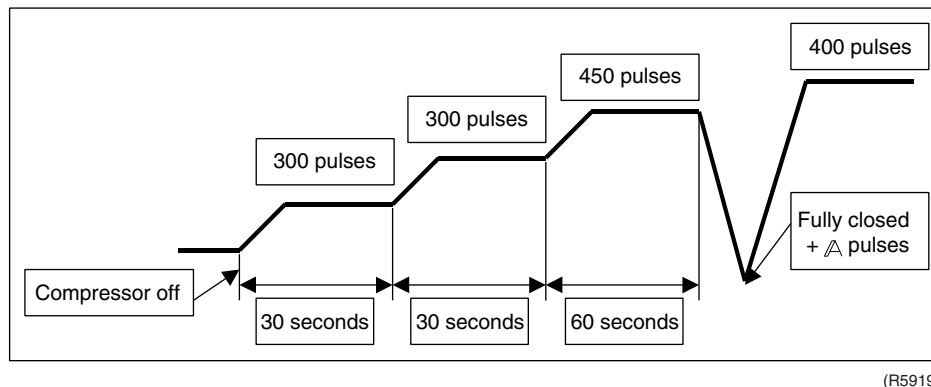 400 pulses
450 pulses
300 pulses
300 pulses
Fully closed
+ A pulses
Compressor off
30 seconds
30 seconds
60 seconds
(R5919